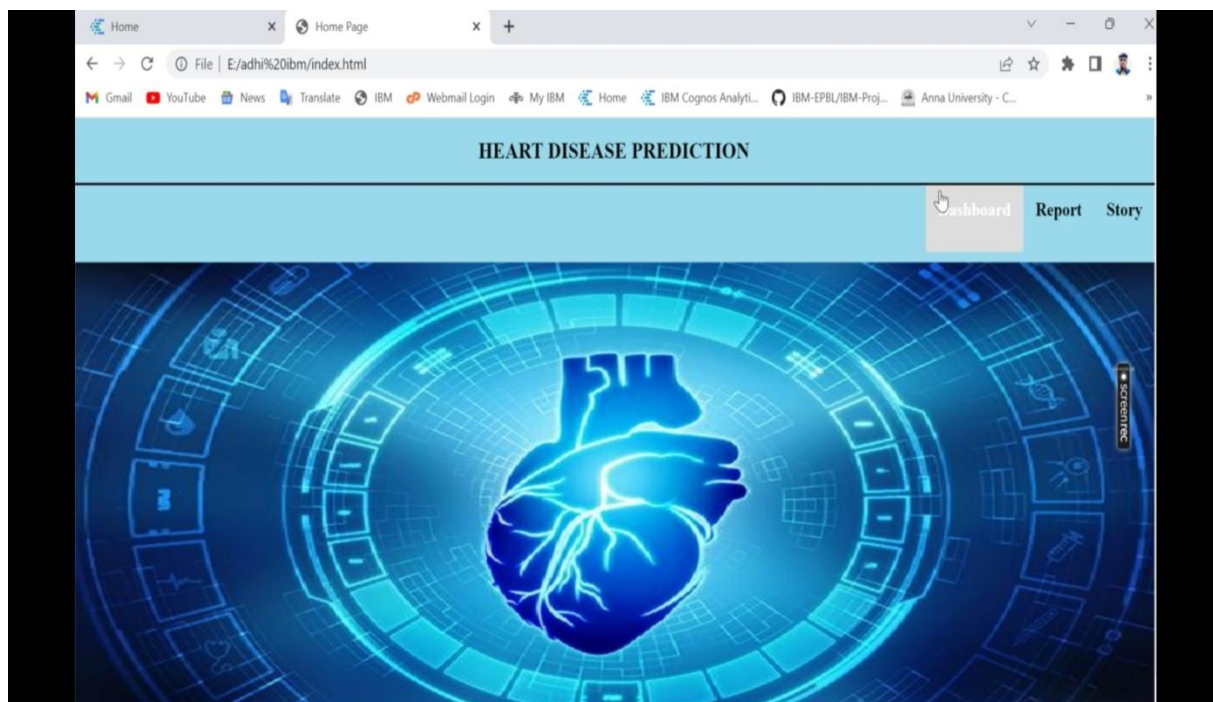 Home
Home Page
File | E:/adhi%20ibm/index.html
Gmail YouTube News Translate IBM Webmail Login My IBM Home IBM Cognos Analyti... IBM-EPBL/IBM-Proj... Anna University - C...
HEART DISEASE PREDICTION
Dashboard Report Story
screenrec